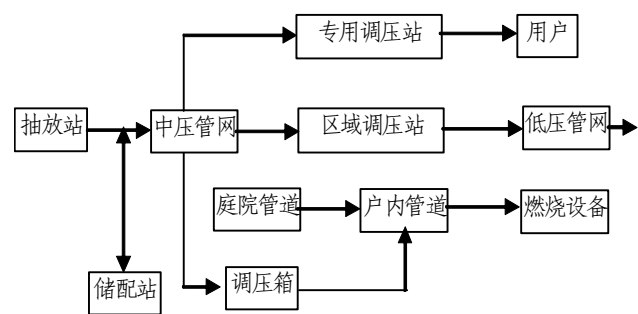 专用调压站
用户
抽放站
中压管网
区域调压站
低压管网
庭院管道
户内管道
燃烧设备
储配站
调压箱